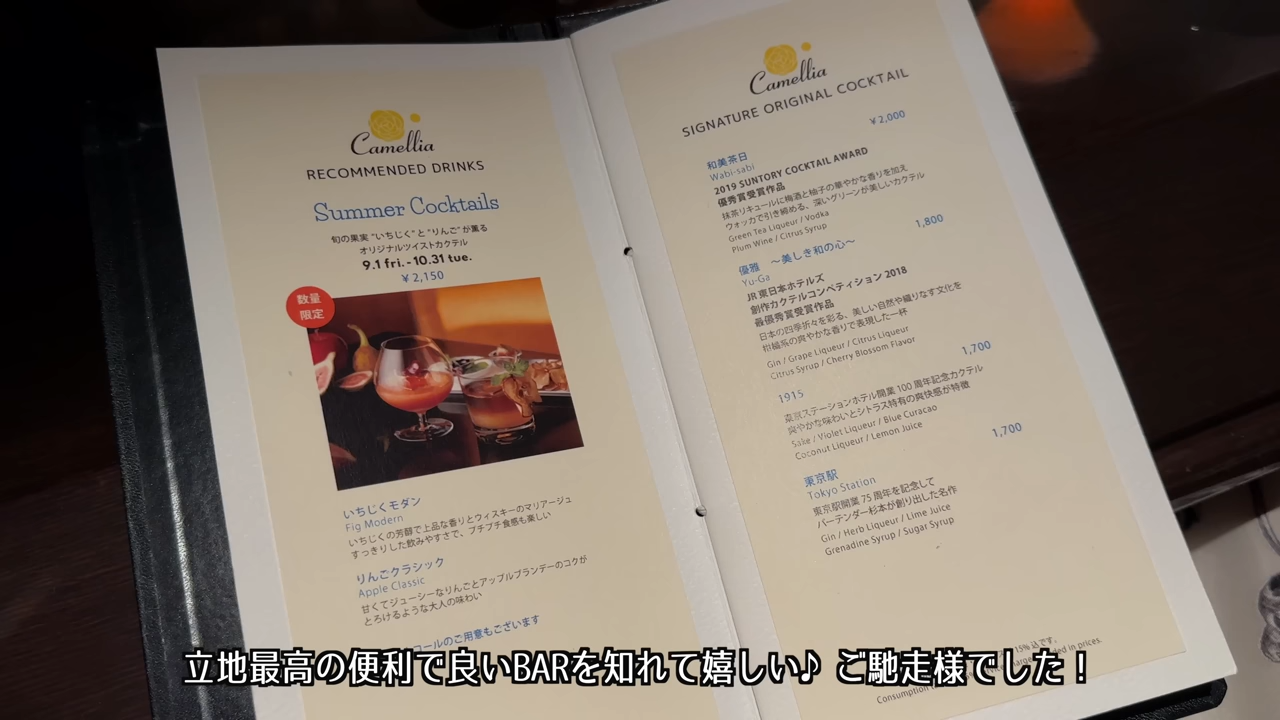 Camellia
RECOMMENDED DRINKS
Summer Cocktails
旬の果実 "いちじく" と "りんご" が薫る
オリジナルツイストカクテル
9.1 fri. - 10.31 tue.
¥2,150
数量
限定
いちじくモダン
Fig Modern
いちじくの芳醇で上品な香りとウィスキーのマリアージュ
すっきりした飲みやすさで、プチプチ食感も楽しい
りんごクラシック
Apple Classic
甘くてジューシーなりんごとアップルブランデーのコクが
とろけるような大人の味わい
コールのご用意もございます
Camellia
SIGNATURE ORIGINAL COCKTAIL
¥2,000
和美茶日
Wabi-sabi
2019 SUNTORY COCKTAIL AWARD
優秀賞受賞作品
抹茶リキュールに梅酒と柚子の華やかな香りを加え
ウォッカで引き締める、深いグリーンが美しいカクテル
Green Tea Liqueur / Vodka
Plum Wine / Citrus Syrup
1,800
優雅 ～美しき和の心～
Yu-Ga
JR東日本ホテルズ
創作カクテルコンペティション 2018
最優秀賞受賞作品
日本の四季折々を彩る、美しい自然や織りなす文化を
柑橘系の爽やかな香りで表現した一杯
Gin / Grape Liqueur / Citrus Liqueur
Citrus Syrup / Cherry Blossom Flavor
1,700
1915
東京ステーションホテル開業 100 周年記念カクテル
爽やかな味わいとシトラス特有の爽快感が特徴
Sake / Violet Liqueur / Blue Curacao
Coconut Liqueur / Lemon Juice
1,700
東京駅
Tokyo Station
東京駅開業 75 周年を記念して
バーテンダー杉本が創り出した名作
Gin / Herb Liqueur / Lime Juice
Grenadine Syrup / Sugar Syrup
15% 込です。
ded in prices.
Consumption
立地最高の便利で良いBARを知れて嬉しい♪ ご馳走様でした！